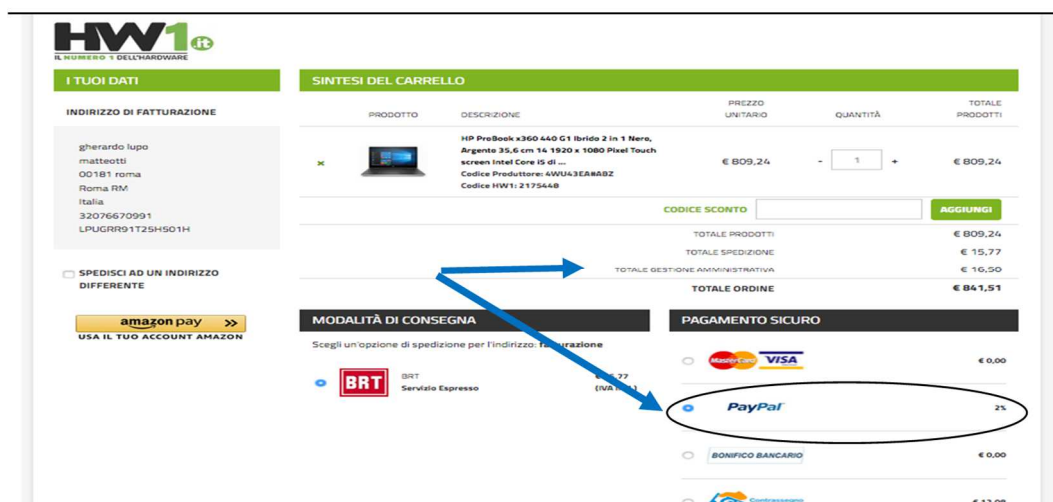 HW1.it
IL NUMERO 1 DELL'HARDWARE
I TUOI DATI
INDIRIZZO DI FATTURAZIONE
gherardo lupo
matteotti
00181 roma
Roma RM
Italia
32076670991
LPUGRR91T25H501H
SPEDISCI AD UN INDIRIZZO
DIFFERENTE
amazon pay
USA IL TUO ACCOUNT AMAZON
SINTESI DEL CARRELLO
PRODOTTO DESCRIZIONE PREZZO UNITARIO QUANTITÀ TOTALE PRODOTTI
HP ProBook x360 440 G1 Ibrido 2 in 1 Nero,
Argento 35,6 cm 14 1920 x 1080 Pixel Touch
screen Intel Core i5 di ...
Codice Produttore: 4WU43EA#ABZ
Codice HW1: 2175448
€ 809,24 - 1 + € 809,24
CODICE SCONTO AGGIUNGI
TOTALE PRODOTTI € 809,24
TOTALE SPEDIZIONE € 15,77
TOTALE GESTIONE AMMINISTRATIVA € 16,50
TOTALE ORDINE € 841,51
MODALITÀ DI CONSEGNA
Scegli un'opzione di spedizione per l'indirizzo: fatturazione
BRT BRT
Servizio Espresso
PAGAMENTO SICURO
MasterCard VISA € 0,00
PayPal 2%
BONIFICO BANCARIO € 0,00
Contrassegno